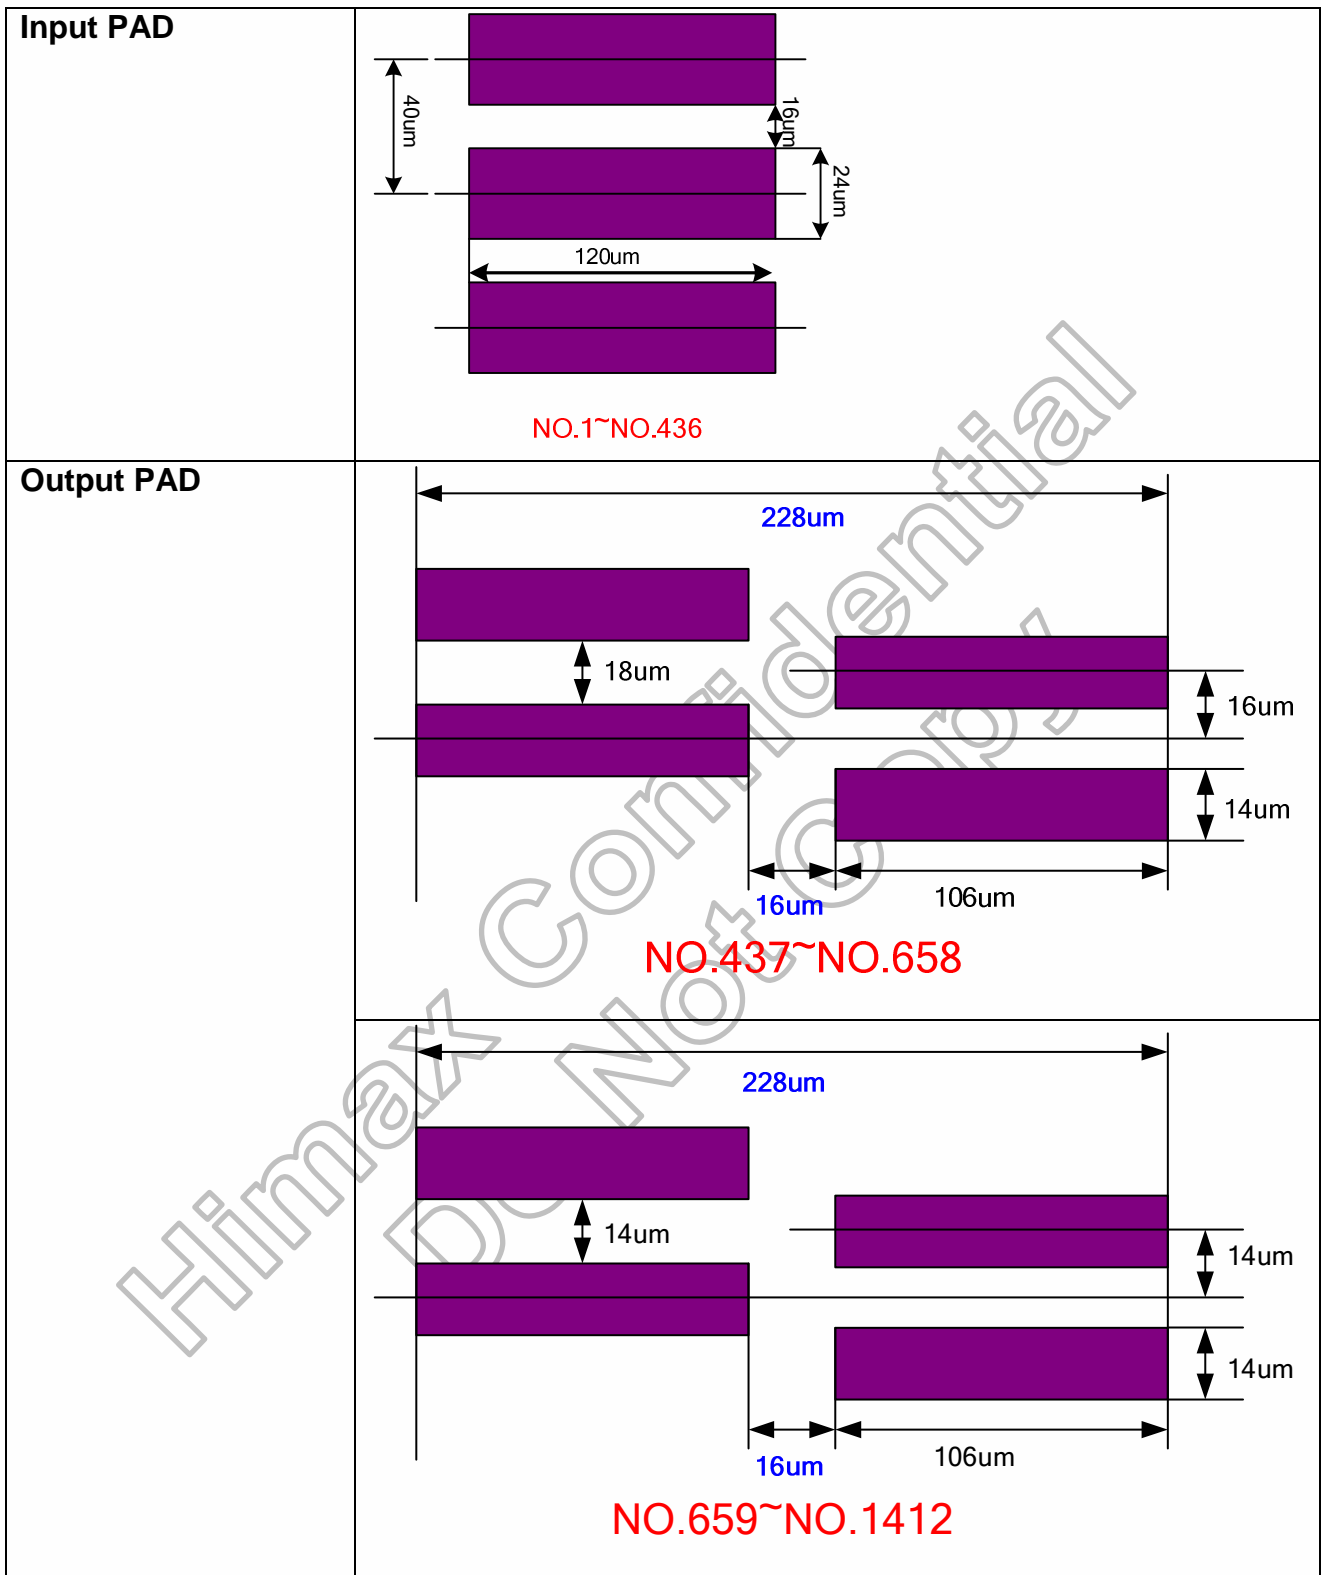 Input PAD
40um
16um
24um
120um
NO.1~NO.436
Output PAD
228um
18um
16um
14um
16um
106um
NO.437~NO.658
228um
14um
14um
14um
16um
106um
NO.659~NO.1412
Himax Confidential
Do Not Copy